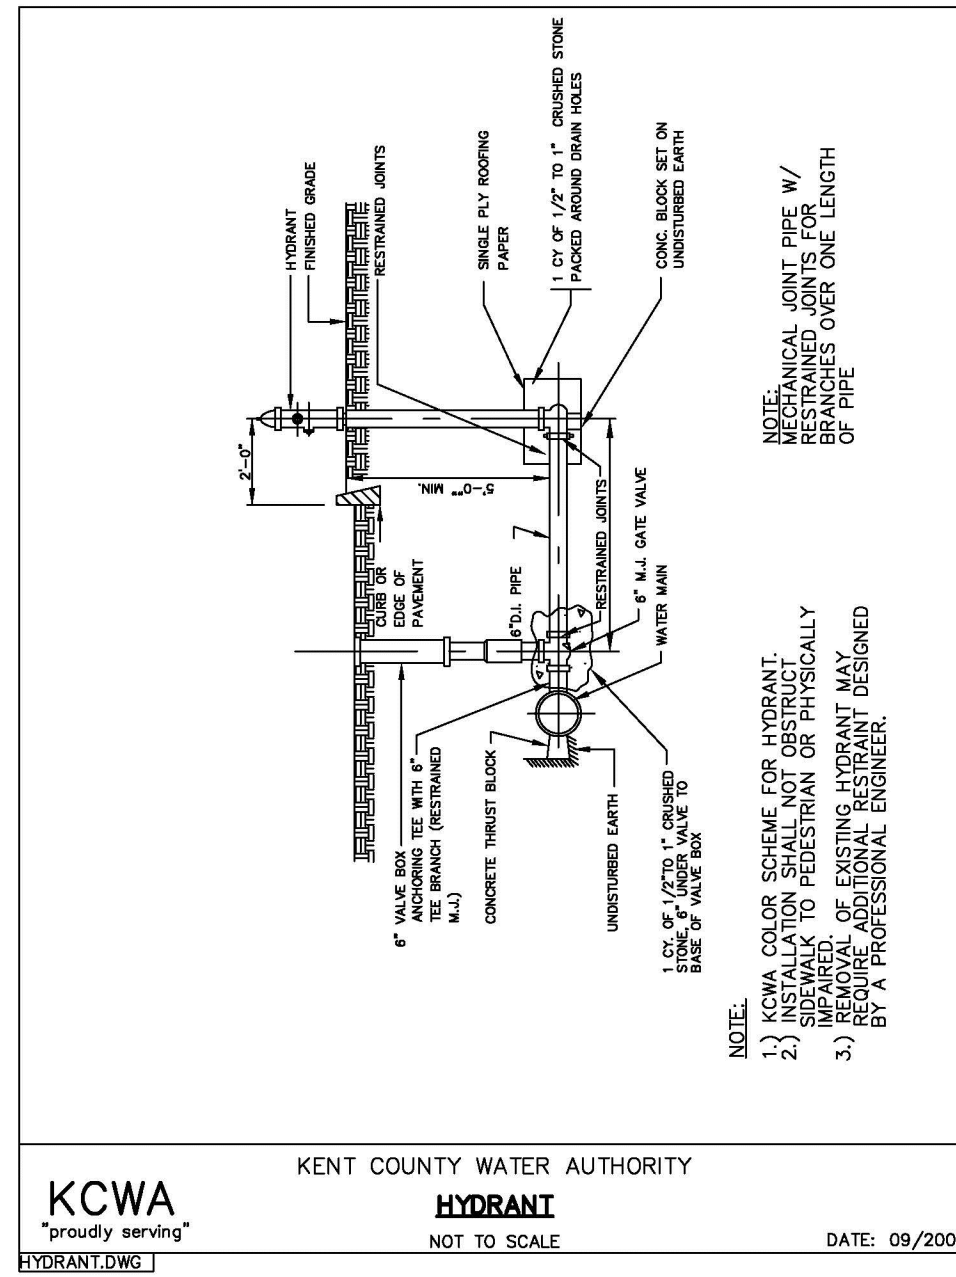 HYDRANT
FINISHED GRADE
RESTRAINED JOINTS
SINGLE PLY ROOFING
PAPER
1 CY OF 1/2" TO 1" CRUSHED STONE
PACKED AROUND DRAIN HOLES
CONC. BLOCK SET ON
UNDISTURBED EARTH
2'-0"
5'-0"" MIN.
CURB OR
EDGE OF
PAVEMENT
6"D.I. PIPE
RESTRAINED JOINTS
6" M.J. GATE VALVE
WATER MAIN
6" VALVE BOX
ANCHORING TEE WITH 6"
TEE BRANCH (RESTRAINED
M.J.)
CONCRETE THRUST BLOCK
UNDISTURBED EARTH
1 CY. OF 1/2"TO 1" CRUSHED
STONE, 6" UNDER VALVE TO
BASE OF VALVE BOX
NOTE:
MECHANICAL JOINT PIPE W/
RESTRAINED JOINTS FOR
BRANCHES OVER ONE LENGTH
OF PIPE
NOTE:
1.) KCWA COLOR SCHEME FOR HYDRANT.
2.) INSTALLATION SHALL NOT OBSTRUCT
SIDEWALK TO PEDESTRIAN OR PHYSICALLY
IMPAIRED.
3.) REMOVAL OF EXISTING HYDRANT MAY
REQUIRE ADDITIONAL RESTRAINT DESIGNED
BY A PROFESSIONAL ENGINEER.
KENT COUNTY WATER AUTHORITY
KCWA
"proudly serving"
HYDRANT
NOT TO SCALE
DATE: 09/200
HYDRANT.DWG